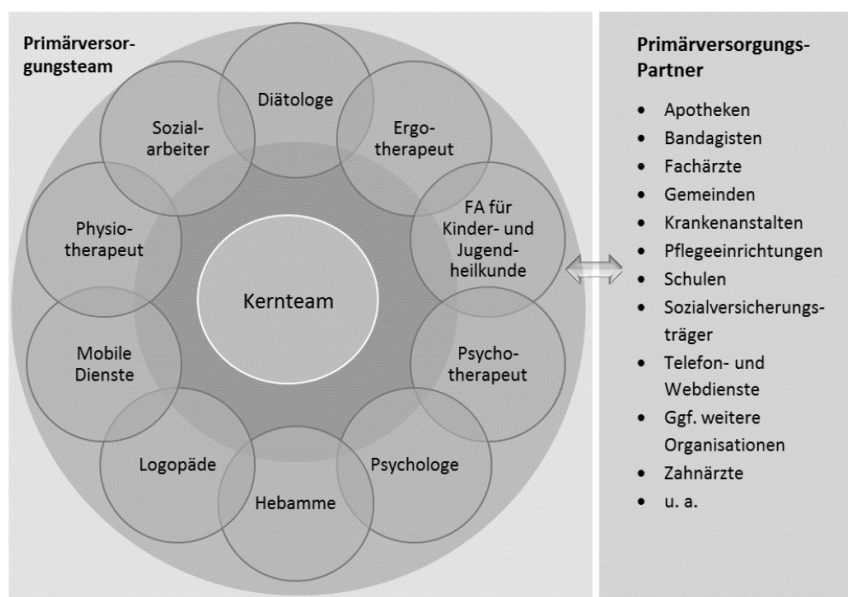 Primärversor-
gungsteam
Diätologe
Ergo-
therapeut
FA für
Kinder- und
Jugend-
heilkunde
Psycho-
therapeut
Psychologe
Hebamme
Logopäde
Mobile
Dienste
Physio-
therapeut
Sozial-
arbeiter
Kernteam
Primärversorgungs-
Partner
• Apotheken
• Bandagisten
• Fachärzte
• Gemeinden
• Krankenanstalten
• Pflegeeinrichtungen
• Schulen
• Sozialversicherungs-
träger
• Telefon- und
Webdienste
• Ggf. weitere
Organisationen
• Zahnärzte
• u. a.